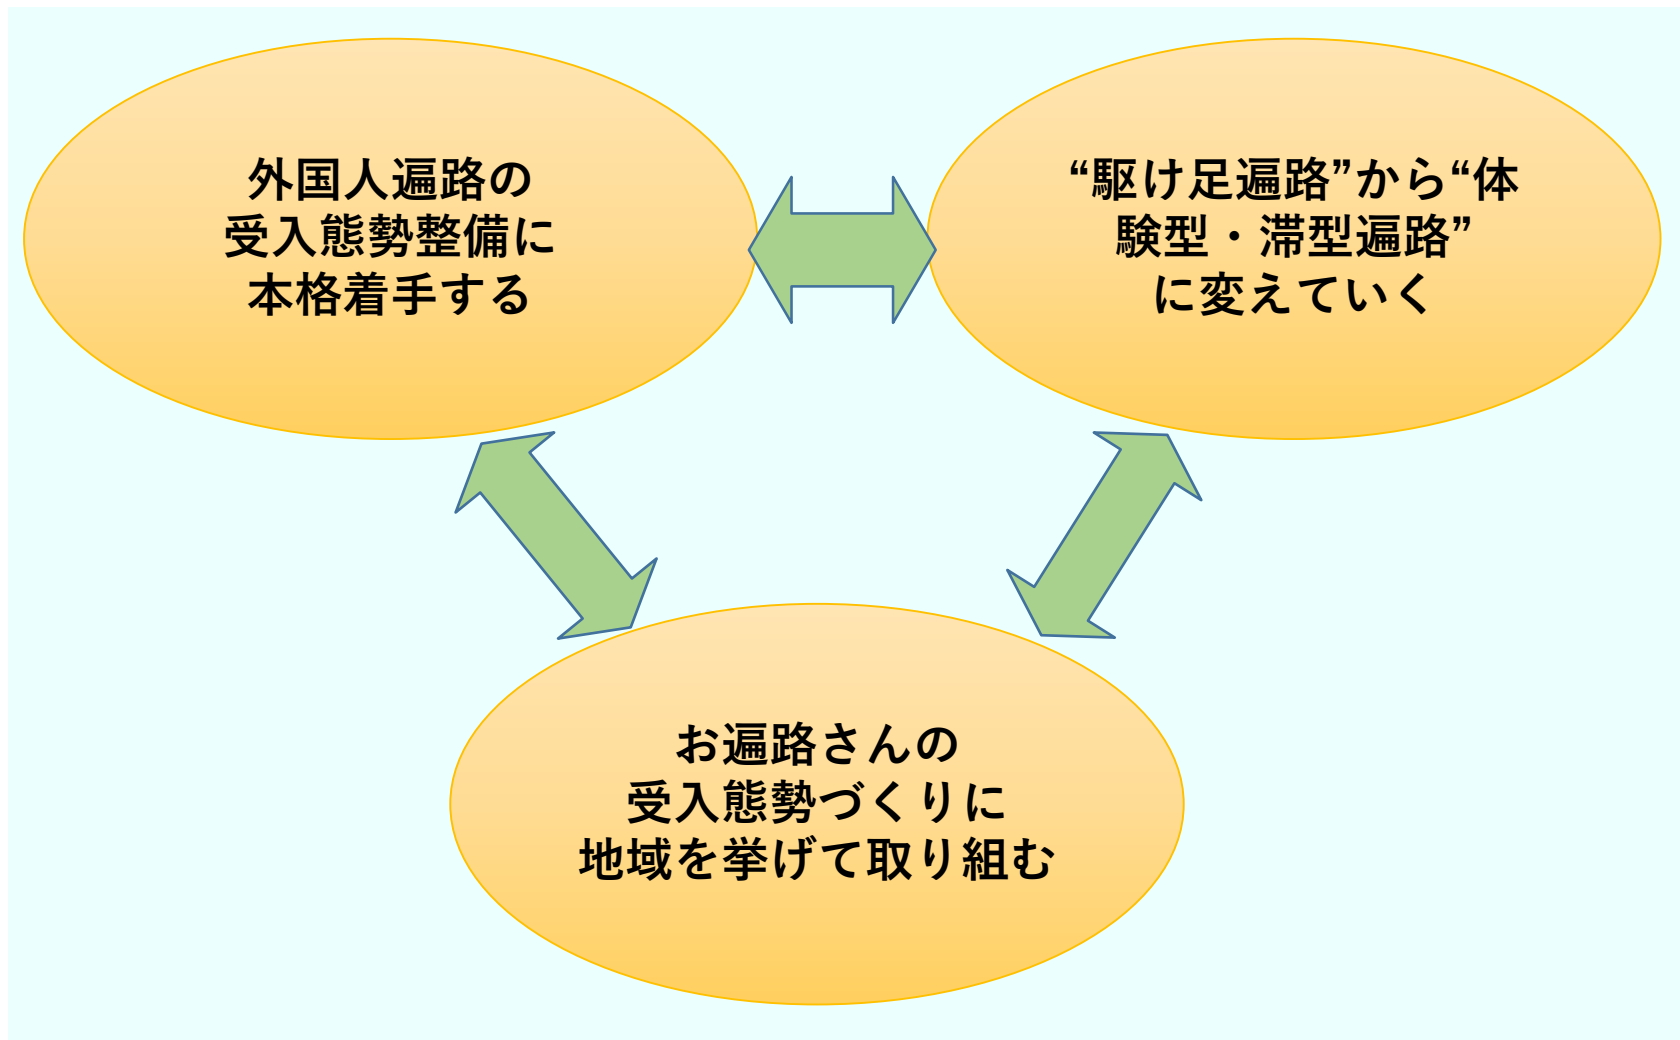 外国人遍路の
受入態勢整備に
本格着手する
“駆け足遍路”から“体
験型・滞型遍路”
に変えていく
お遍路さんの
受入態勢づくりに
地域を挙げて取り組む